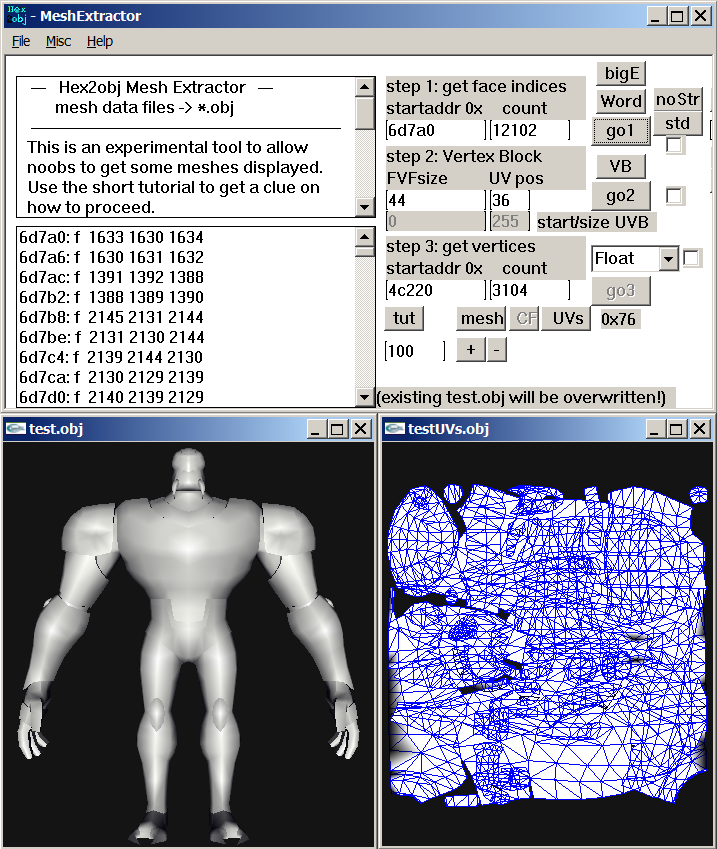 Hex obj - MeshExtractor
File Misc Help
— Hex2obj Mesh Extractor —
mesh data files -> *.obj
This is an experimental tool to allow
noobs to get some meshes displayed.
Use the short tutorial to get a clue on
how to proceed.
step 1: get face indices
startaddr 0x count
6d7a0 12102
bigE
Word noStr
go1 std
step 2: Vertex Block
FVFsize UV pos
44 36
0 255 start/size UVB
VB
go2
step 3: get vertices
startaddr 0x count
4c220 3104
Float
go3
tut mesh CF UVs 0x76
100 + -
(existing test.obj will be overwritten!)
6d7a0: f 1633 1630 1634
6d7a6: f 1630 1631 1632
6d7ac: f 1391 1392 1388
6d7b2: f 1388 1389 1390
6d7b8: f 2145 2131 2144
6d7be: f 2131 2130 2144
6d7c4: f 2139 2144 2130
6d7ca: f 2130 2129 2139
6d7d0: f 2140 2139 2129
test.obj
testUVs.obj